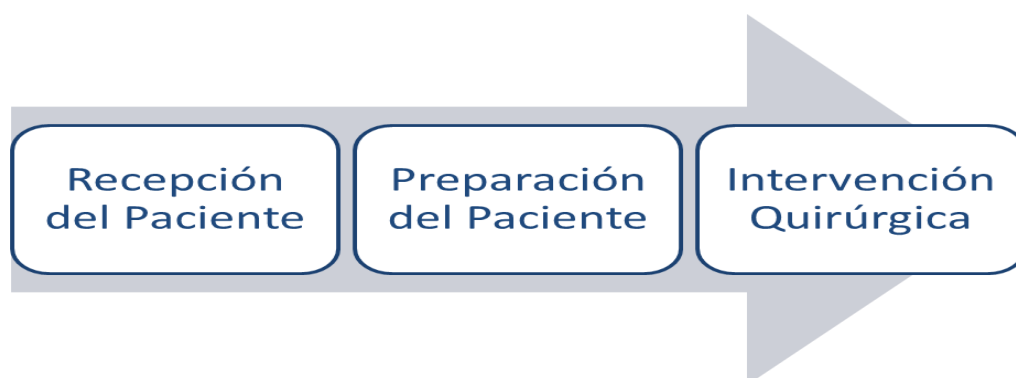 Recepción
del Paciente
Preparación
del Paciente
Intervención
Quirúrgica